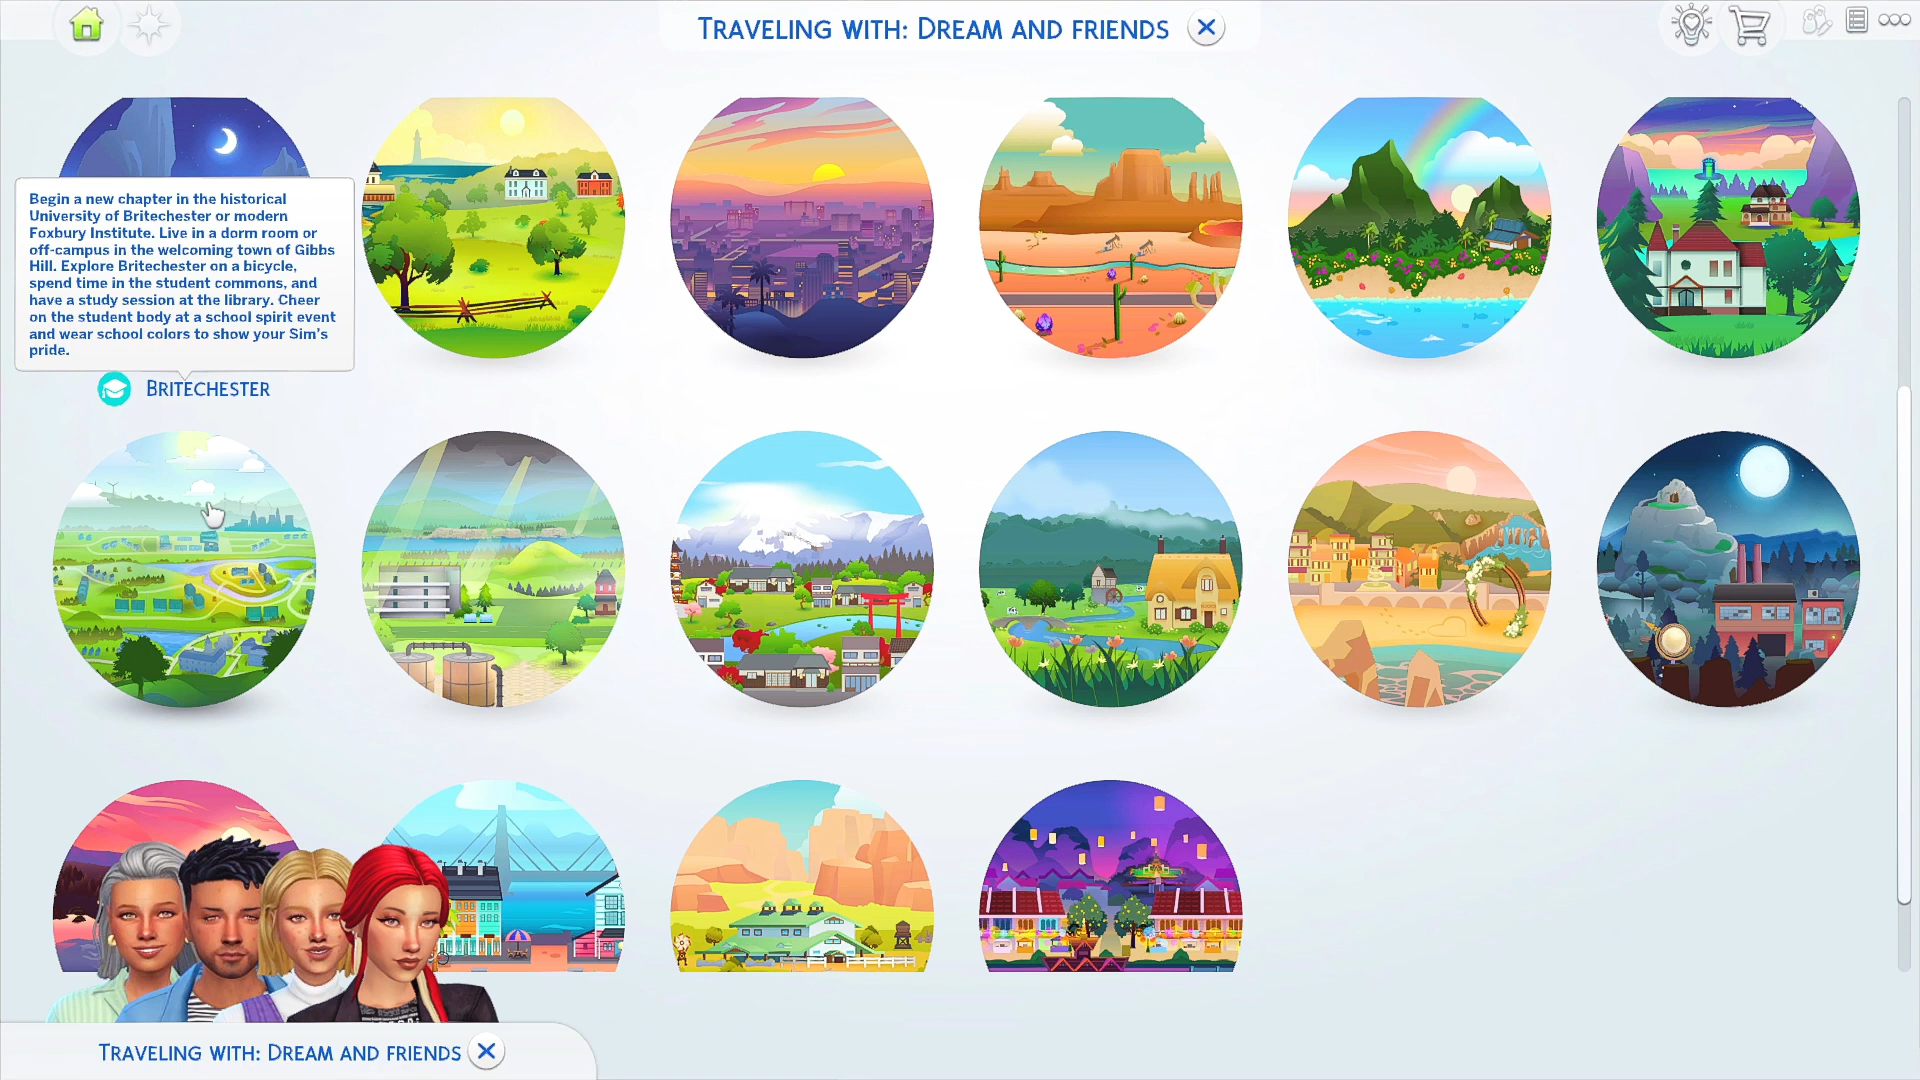 TRAVELING WITH: DREAM AND FRIENDS
Begin a new chapter in the historical
University of Britechester or modern
Foxbury Institute. Live in a dorm room or
off-campus in the welcoming town of Gibbs
Hill. Explore Britechester on a bicycle,
spend time in the student commons, and
have a study session at the library. Cheer
on the student body at a school spirit event
and wear school colors to show your Sim's
pride.
BRITECHESTER
TRAVELING WITH: DREAM AND FRIENDS